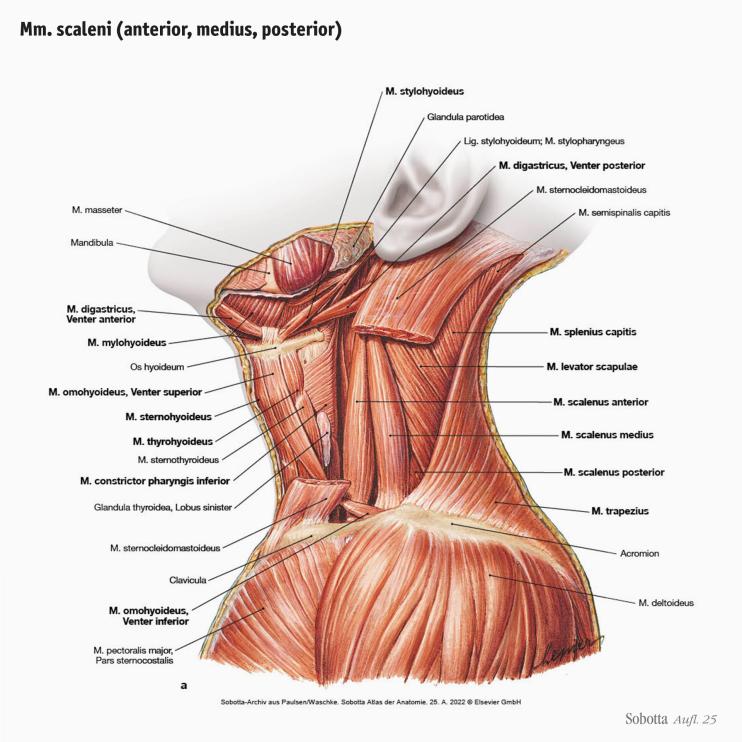 Mm. scaleni (anterior, medius, posterior)
M. stylohyoideus
Glandula parotidea
Lig. stylohyoideum; M. stylopharyngeus
M. digastricus, Venter posterior
M. sternocleidomastoideus
M. semispinalis capitis
M. masseter
Mandibula
M. digastricus,
Venter anterior
M. mylohyoideus
Os hyoideum
M. omohyoideus, Venter superior
M. sternohyoideus
M. thyrohyoideus
M. sternothyroideus
M. constrictor pharyngis inferior
Glandula thyroidea, Lobus sinister
M. sternocleidomastoideus
Clavicula
M. omohyoideus,
Venter inferior
M. pectoralis major,
Pars sternocostalis
M. splenius capitis
M. levator scapulae
M. scalenus anterior
M. scalenus medius
M. scalenus posterior
M. trapezius
Acromion
M. deltoideus
a
Sobotta-Archiv aus Paulsen/Waschke. Sobotta Atlas der Anatomie. 25. A. 2022 © Elsevier GmbH
Sobotta Aufl. 25